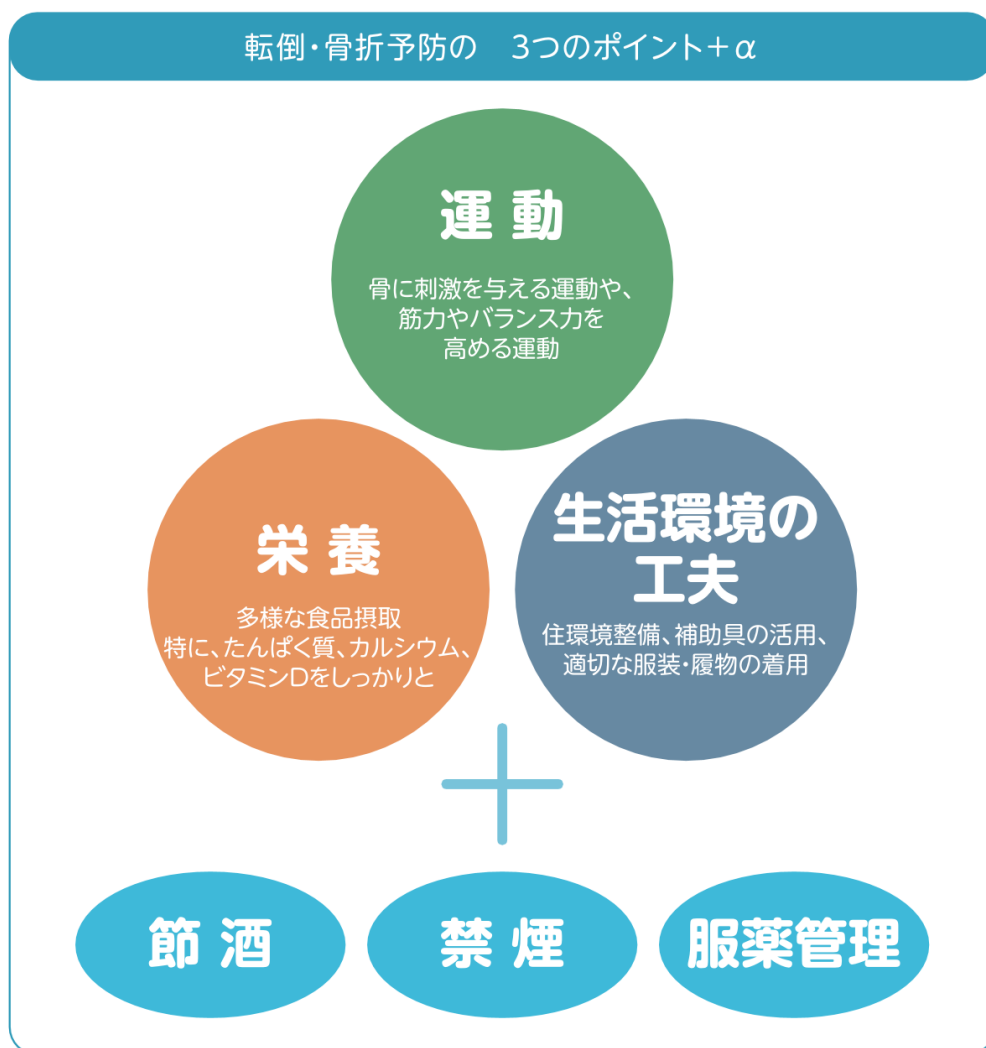 転倒・骨折予防の　3つのポイント＋α
運動
骨に刺激を与える運動や、
筋力やバランス力を
高める運動
栄養
多様な食品摂取
特に、たんぱく質、カルシウム、
ビタミンDをしっかりと
生活環境の
工夫
住環境整備、補助具の活用、
適切な服装・履物の着用
節酒
禁煙
服薬管理